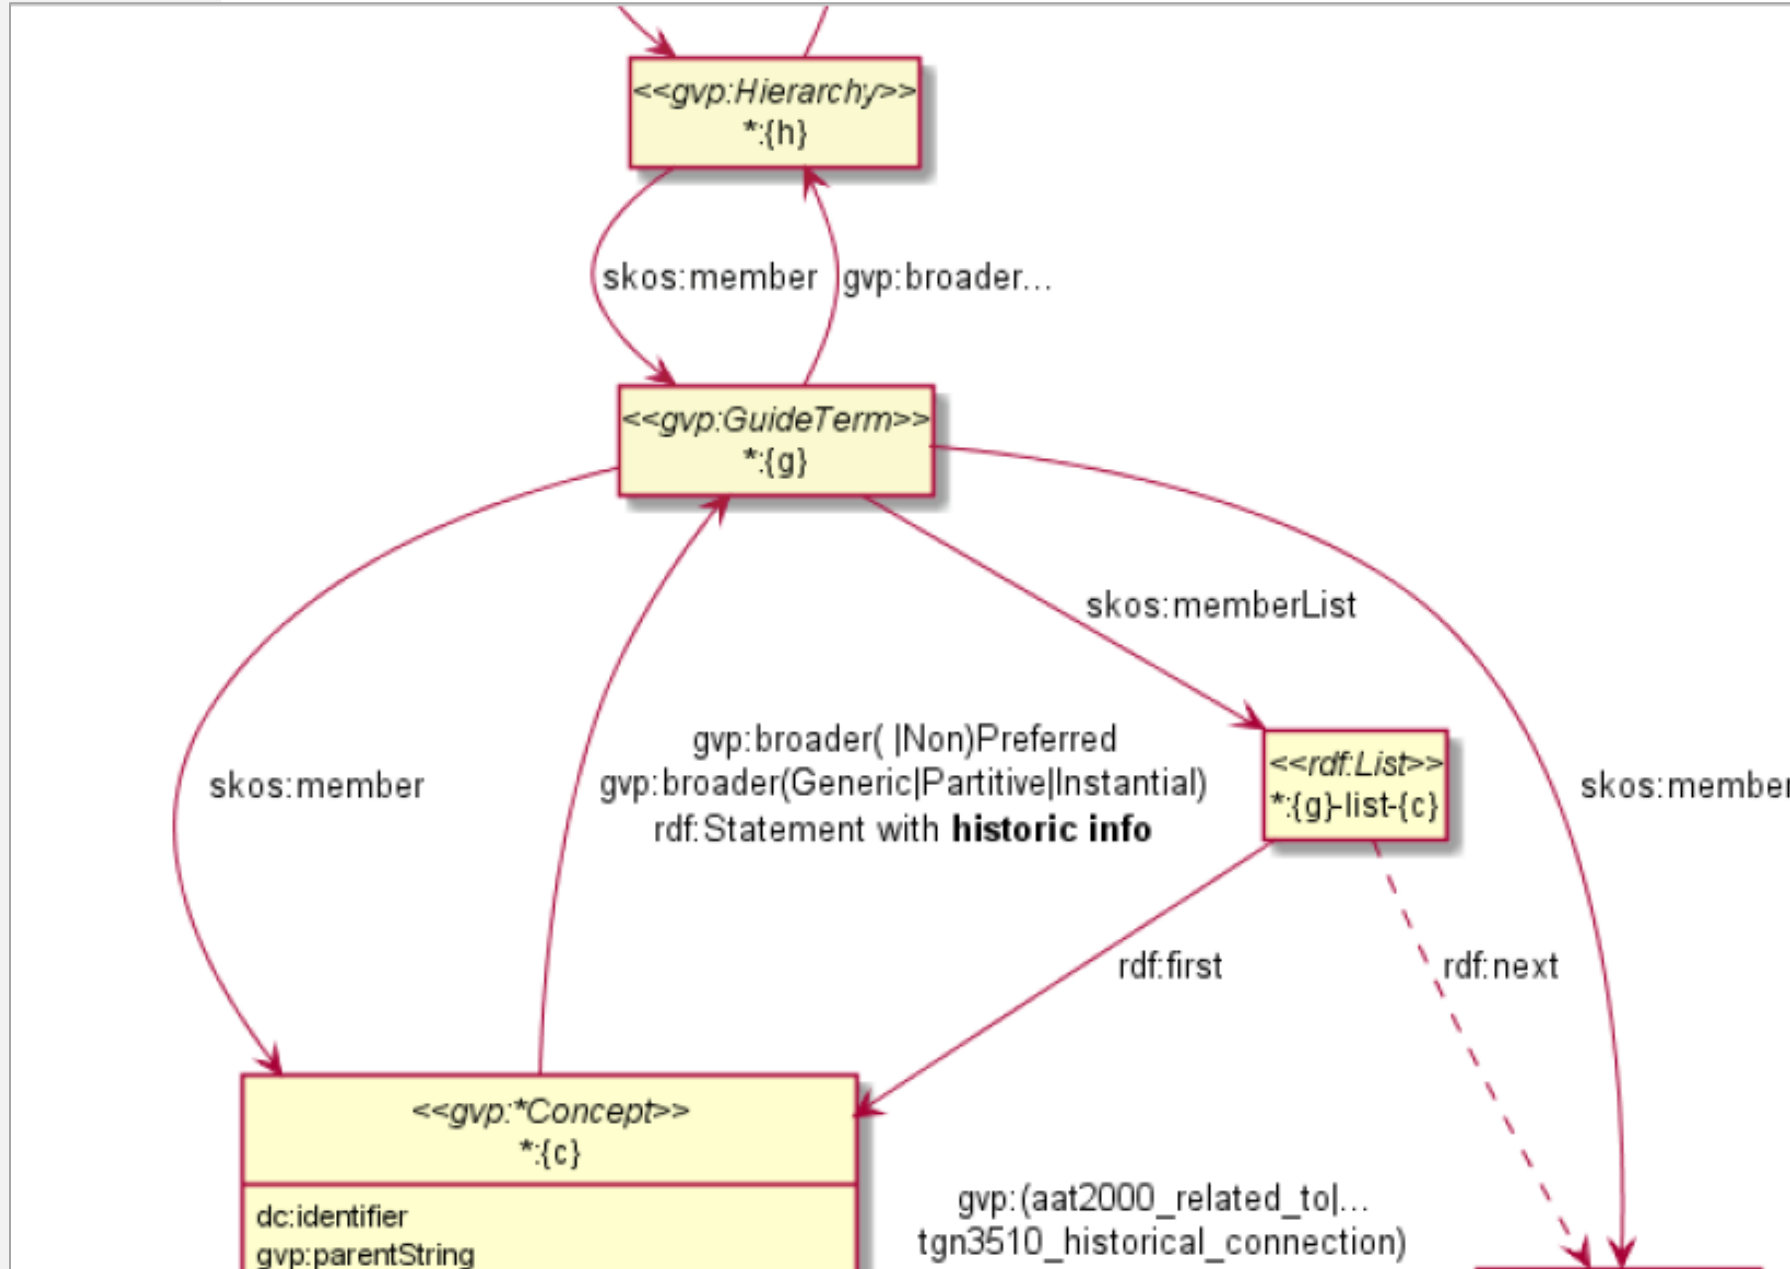 <<gvp:Hierarchy>>
*:{h}
skos:member
gvp:broader...
<<gvp:GuideTerm>>
*:{g}
skos:memberList
gvp:broader( |Non)Preferred
gvp:broader(Generic|Partitive|Instantial)
rdf:Statement with historic info
skos:member
<<rdf:List>>
*:{g}-list-{c}
skos:member
rdf:first
rdf:next
<<gvp:*Concept>>
*:{c}
dc:identifier
gvp:parentString
gvp:(aat2000_related_to|...
tgn3510_historical_connection)